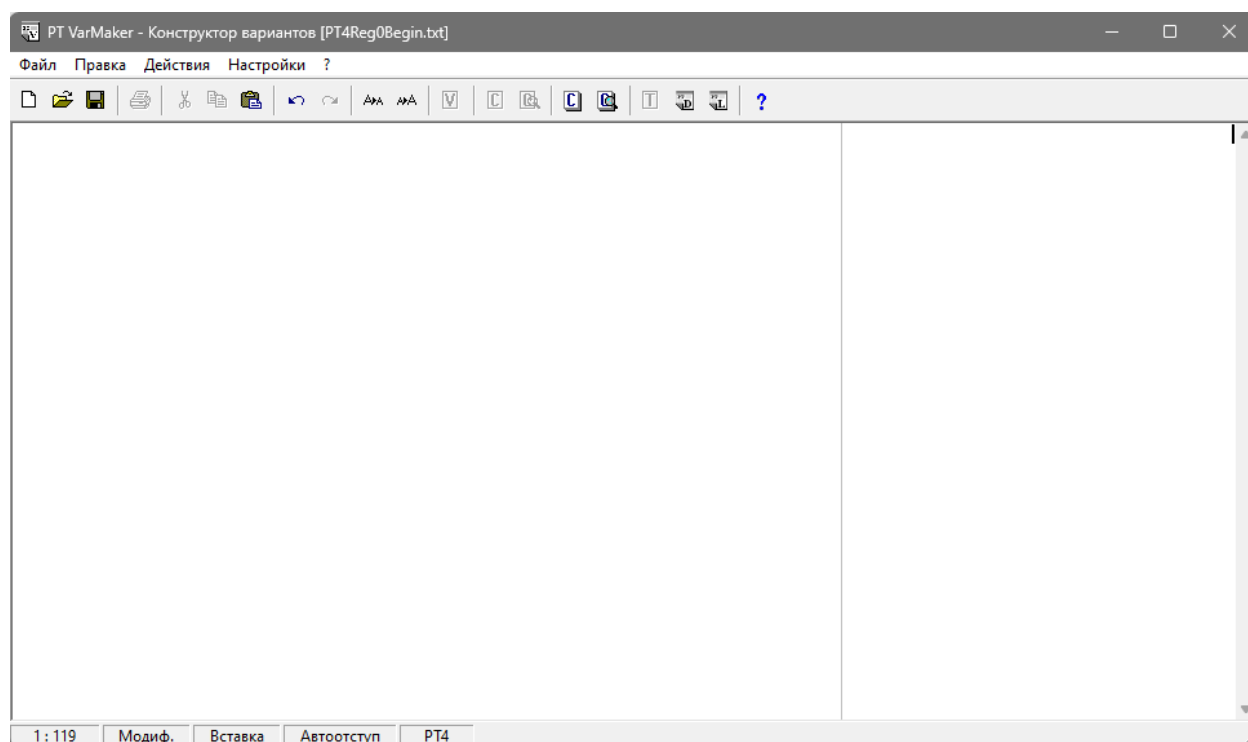 PT VarMaker - Конструктор вариантов [PT4Reg0Begin.txt]
Файл Правка Действия Настройки ?
A»A »»A V C C C C T D L ?
1 : 119 Модиф. Вставка Автоотступ PT4